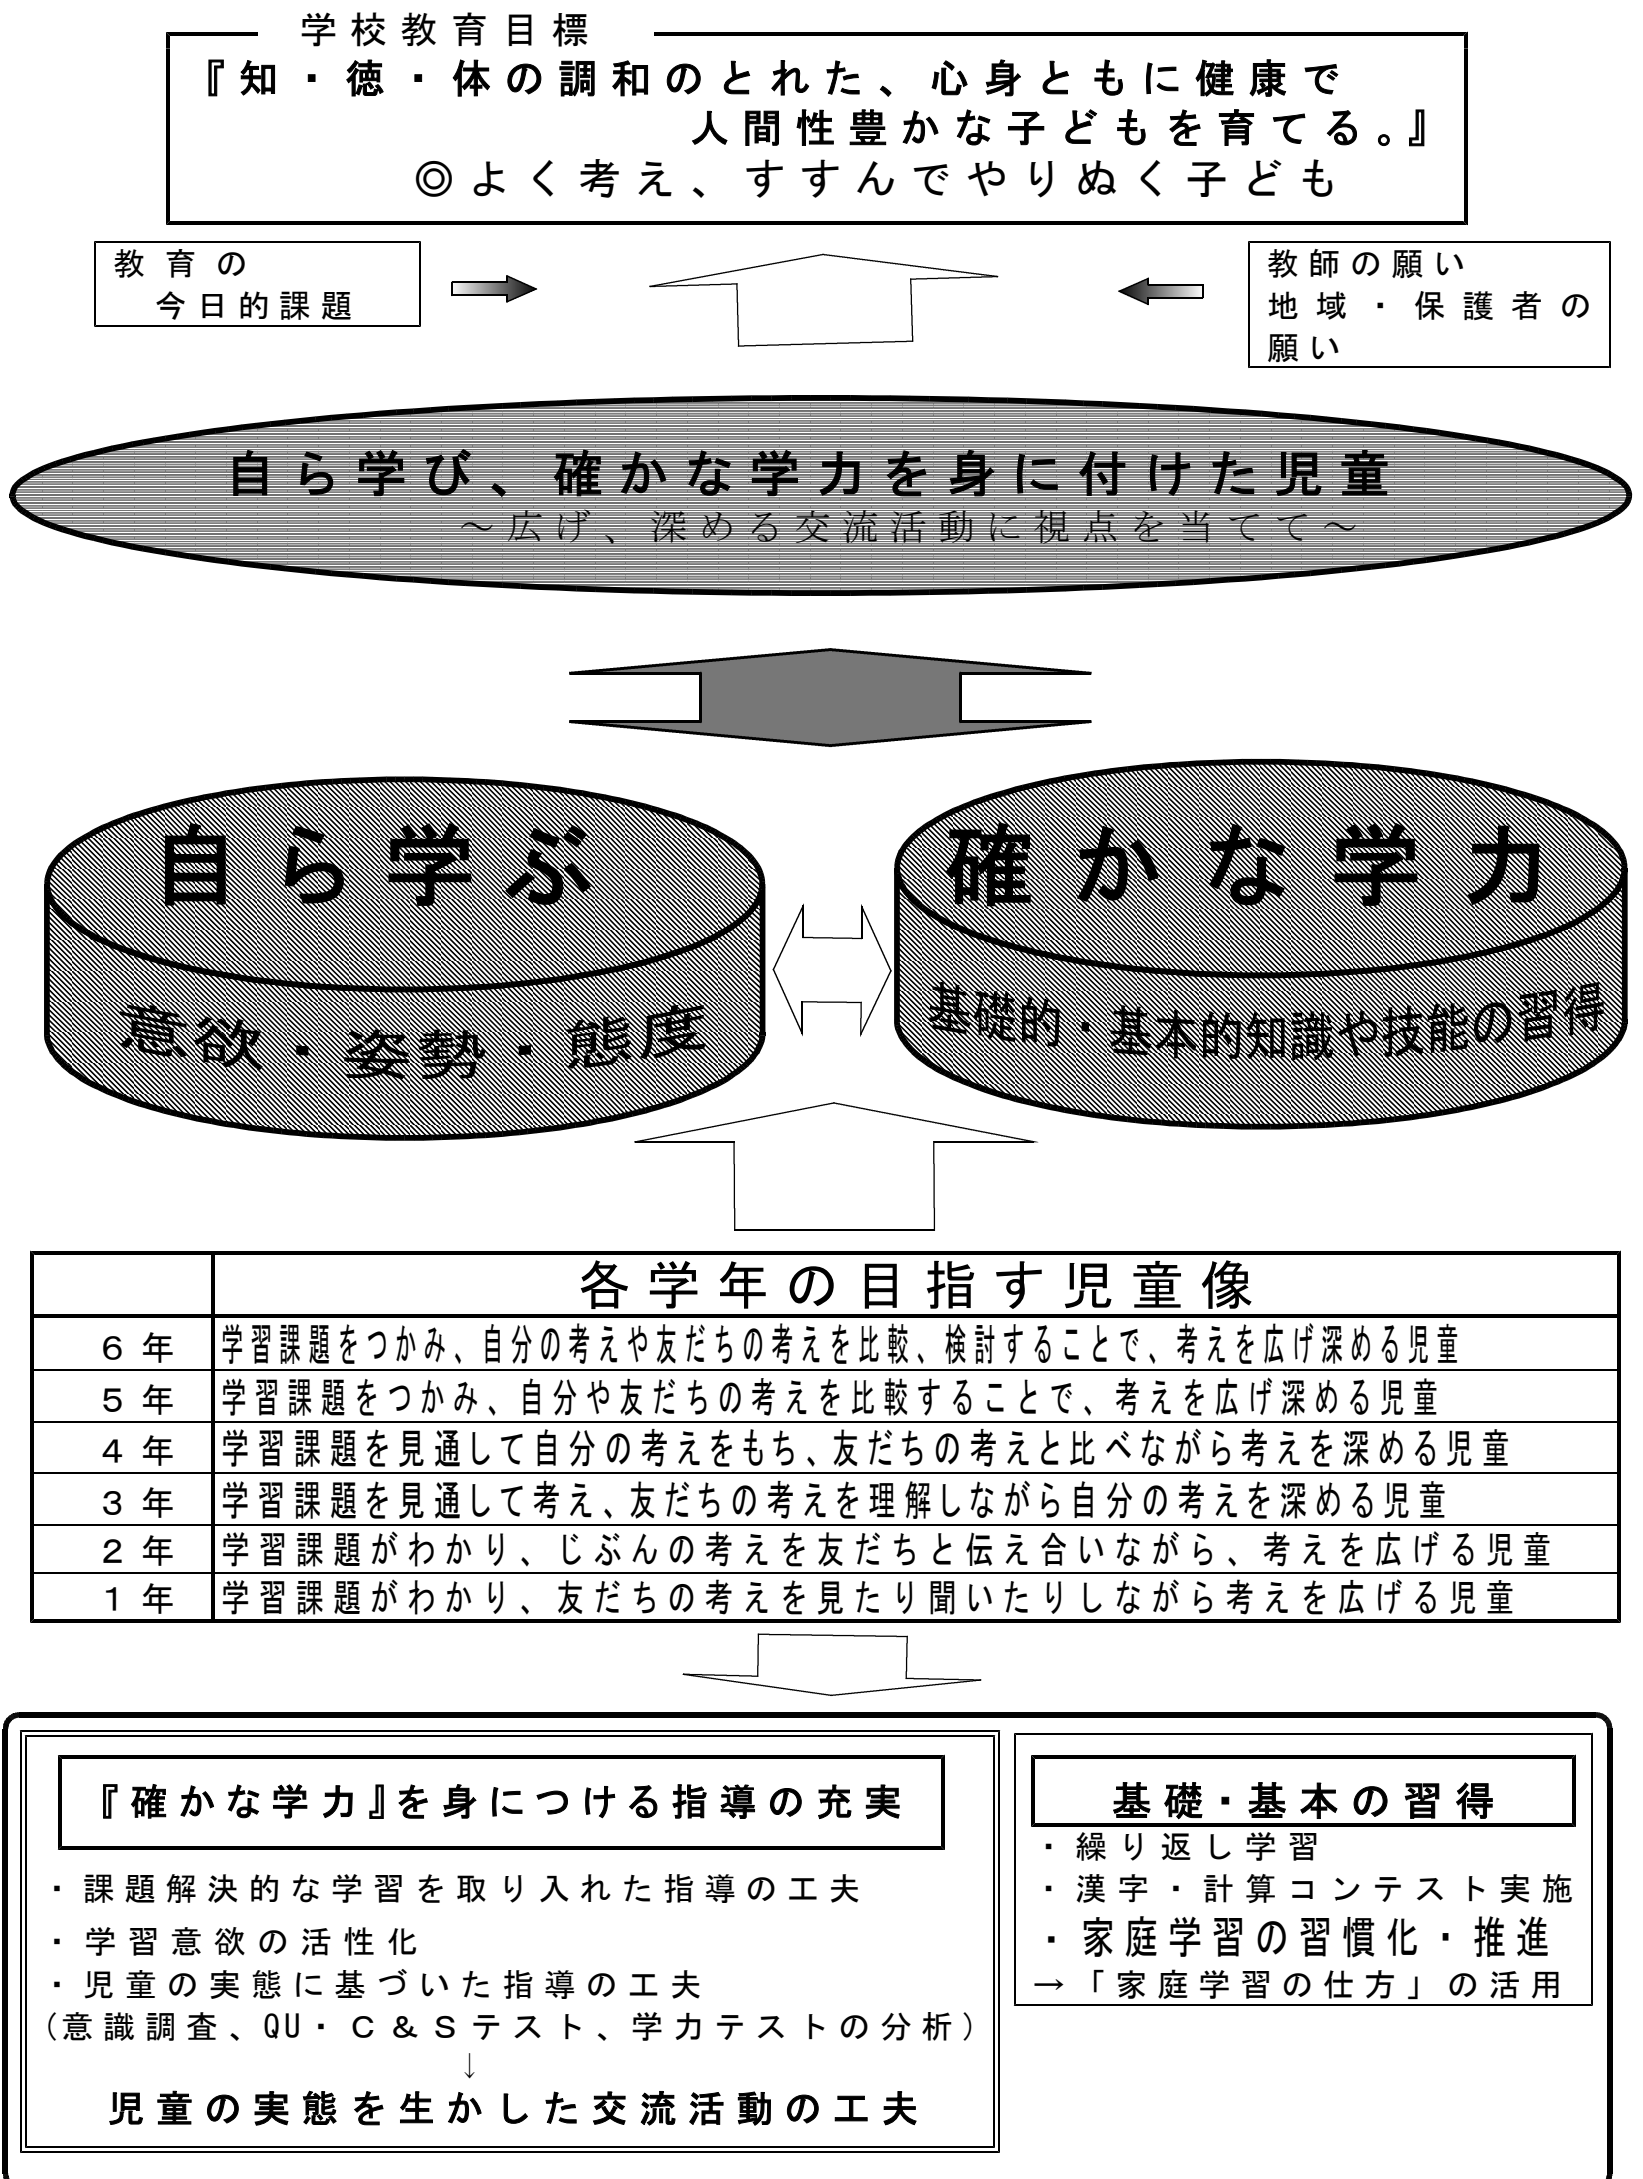 学校教育目標
『知・徳・体の調和のとれた、心身ともに健康で
人間性豊かな子どもを育てる。』
◎よく考え、すすんでやりぬく子ども
教育の
今日的課題
教師の願い
地域・保護者の
願い
自ら学び、確かな学力を身に付けた児童
～広げ、深める交流活動に視点を当てて～
自ら学ぶ
意欲・姿勢・態度
確かな学力
基礎的・基本的知識や技能の習得
各学年の目指す児童像
６年 学習課題をつかみ、自分の考えや友だちの考えを比較、検討することで、考えを広げ深める児童
５年 学習課題をつかみ、自分や友だちの考えを比較することで、考えを広げ深める児童
４年 学習課題を見通して自分の考えをもち、友だちの考えと比べながら考えを深める児童
３年 学習課題を見通して考え、友だちの考えを理解しながら自分の考えを深める児童
２年 学習課題がわかり、じぶんの考えを友だちと伝え合いながら、考えを広げる児童
１年 学習課題がわかり、友だちの考えを見たり聞いたりしながら考えを広げる児童
『確かな学力』を身につける指導の充実
・課題解決的な学習を取り入れた指導の工夫
・学習意欲の活性化
・児童の実態に基づいた指導の工夫
(意識調査、QU・Ｃ＆Ｓテスト、学力テストの分析)
↓
児童の実態を生かした交流活動の工夫
基礎・基本の習得
・繰り返し学習
・漢字・計算コンテスト実施
・家庭学習の習慣化・推進
→「家庭学習の仕方」の活用